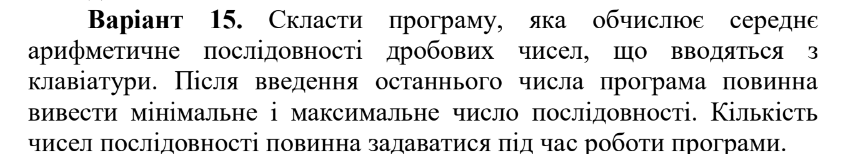 Варіант 15. Скласти програму, яка обчислює середнє
арифметичне послідовності дробових чисел, що вводяться з
клавіатури. Після введення останнього числа програма повинна
вивести мінімальне і максимальне число послідовності. Кількість
чисел послідовності повинна задаватися під час роботи програми.